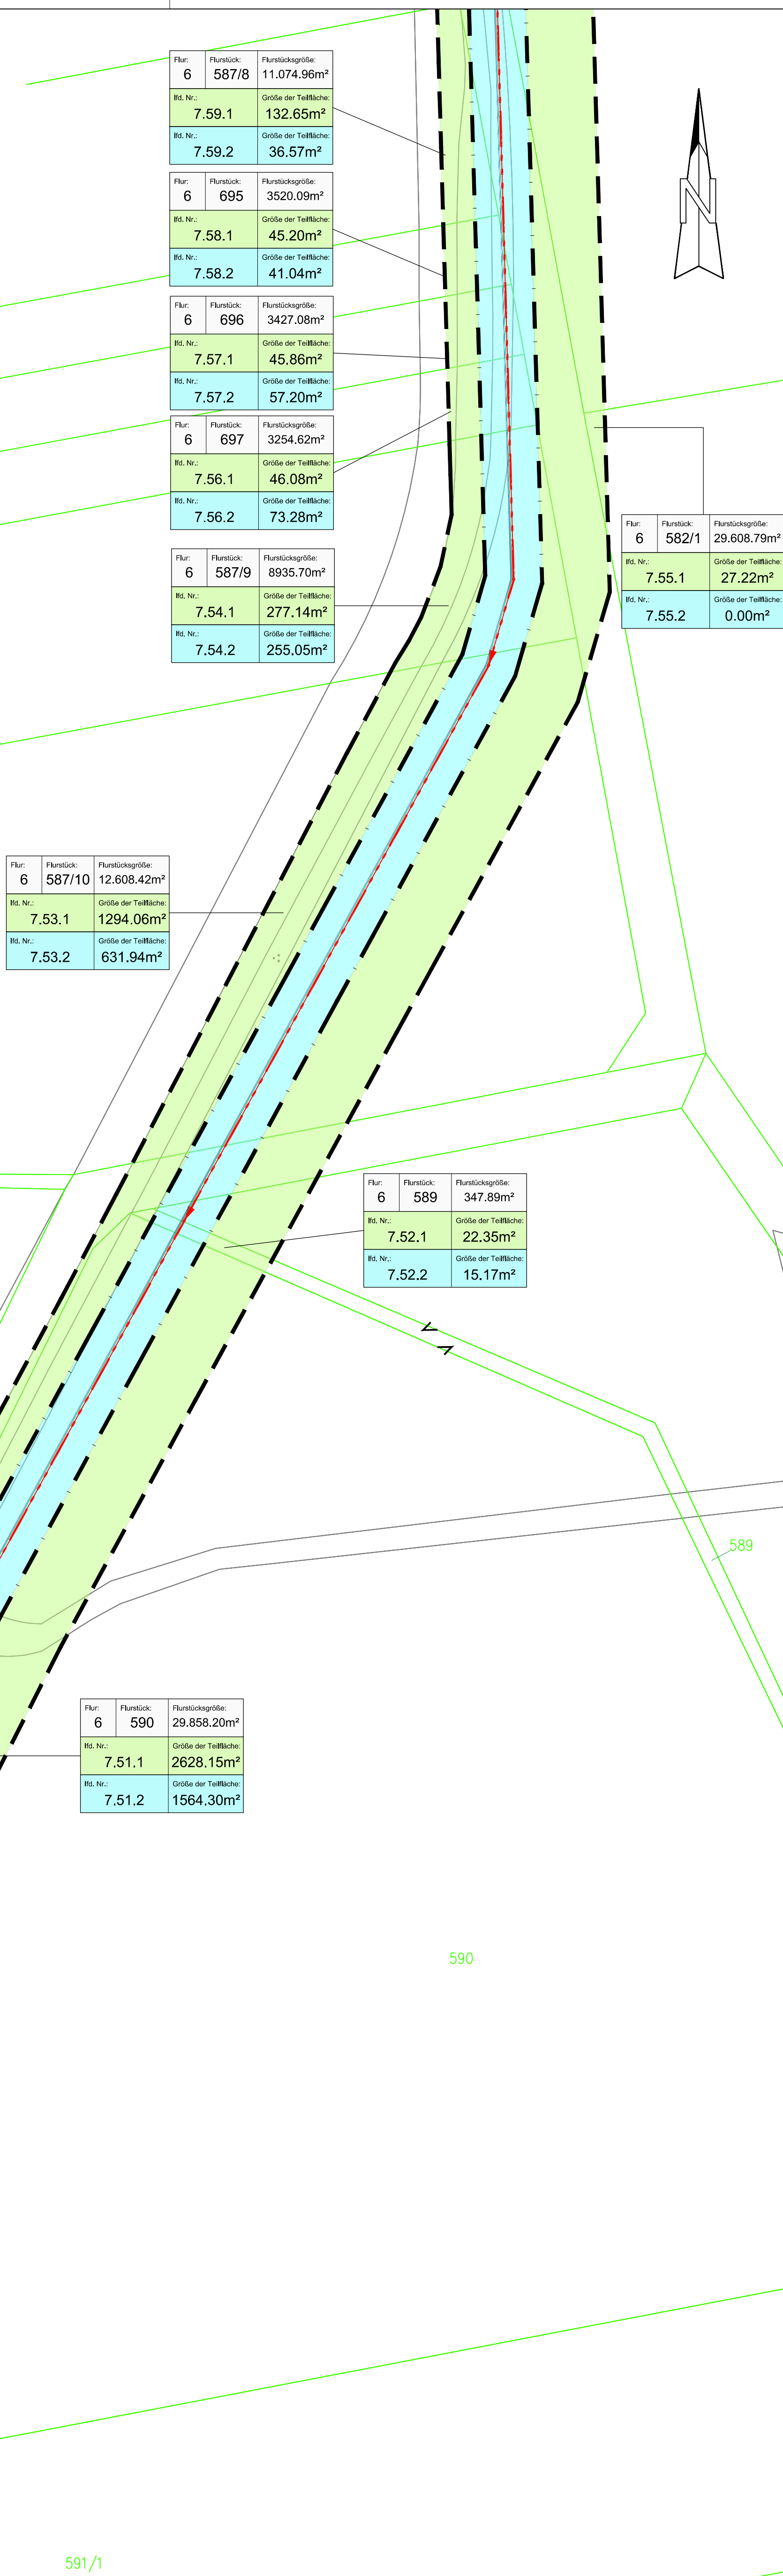 Flur: Flurstück: Flurstücksgröße:
6 587/8 11.074.96m²
lfd. Nr.: Größe der Teilfläche:
7.59.1 132.65m²
lfd. Nr.: Größe der Teilfläche:
7.59.2 36.57m²
Flur: Flurstück: Flurstücksgröße:
6 695 3520.09m²
lfd. Nr.: Größe der Teilfläche:
7.58.1 45.20m²
lfd. Nr.: Größe der Teilfläche:
7.58.2 41.04m²
N
Flur: Flurstück: Flurstücksgröße:
6 696 3427.08m²
lfd. Nr.: Größe der Teilfläche:
7.57.1 45.86m²
lfd. Nr.: Größe der Teilfläche:
7.57.2 57.20m²
Flur: Flurstück: Flurstücksgröße:
6 697 3254.62m²
lfd. Nr.: Größe der Teilfläche:
7.56.1 46.08m²
lfd. Nr.: Größe der Teilfläche:
7.56.2 73.28m²
Flur: Flurstück: Flurstücksgröße:
6 582/1 29.608.79m²
lfd. Nr.: Größe der Teilfläche:
7.55.1 27.22m²
lfd. Nr.: Größe der Teilfläche:
7.55.2 0.00m²
Flur: Flurstück: Flurstücksgröße:
6 587/9 8935.70m²
lfd. Nr.: Größe der Teilfläche:
7.54.1 277.14m²
lfd. Nr.: Größe der Teilfläche:
7.54.2 255.05m²
Flur: Flurstück: Flurstücksgröße:
6 587/10 12.608.42m²
lfd. Nr.: Größe der Teilfläche:
7.53.1 1294.06m²
lfd. Nr.: Größe der Teilfläche:
7.53.2 631.94m²
Flur: Flurstück: Flurstücksgröße:
6 589 347.89m²
lfd. Nr.: Größe der Teilfläche:
7.52.1 22.35m²
lfd. Nr.: Größe der Teilfläche:
7.52.2 15.17m²
589
Flur: Flurstück: Flurstücksgröße:
6 590 29.858.20m²
lfd. Nr.: Größe der Teilfläche:
7.51.1 2628.15m²
lfd. Nr.: Größe der Teilfläche:
7.51.2 1564.30m²
590
591/1